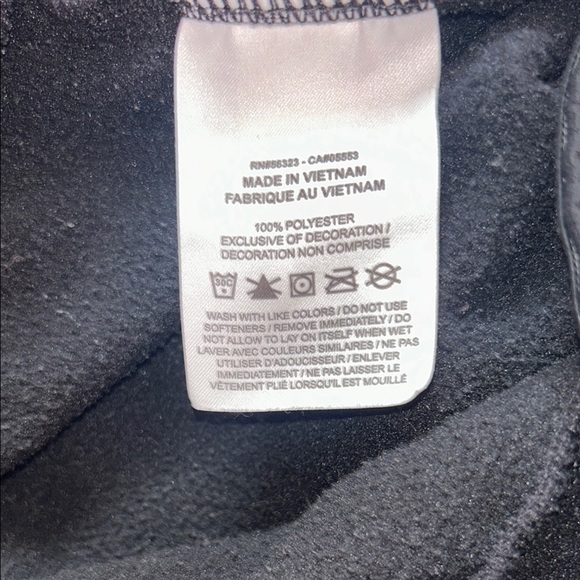 RN#56323 - CA#05553
MADE IN VIETNAM
FABRIQUE AU VIETNAM
100% POLYESTER
EXCLUSIVE OF DECORATION /
DECORATION NON COMPRISE
30C
WASH WITH LIKE COLORS / DO NOT USE
SOFTENERS / REMOVE IMMEDIATELY / DO
NOT ALLOW TO LAY ON ITSELF WHEN WET
LAVER AVEC COULEURS SIMILAIRES / NE PAS
UTILISER D'ADOUCISSEUR / ENLEVER
IMMEDIATEMENT / NE PAS LAISSER LE
VÊTEMENT PLIÉ LORSQU'IL EST MOUILLÉ